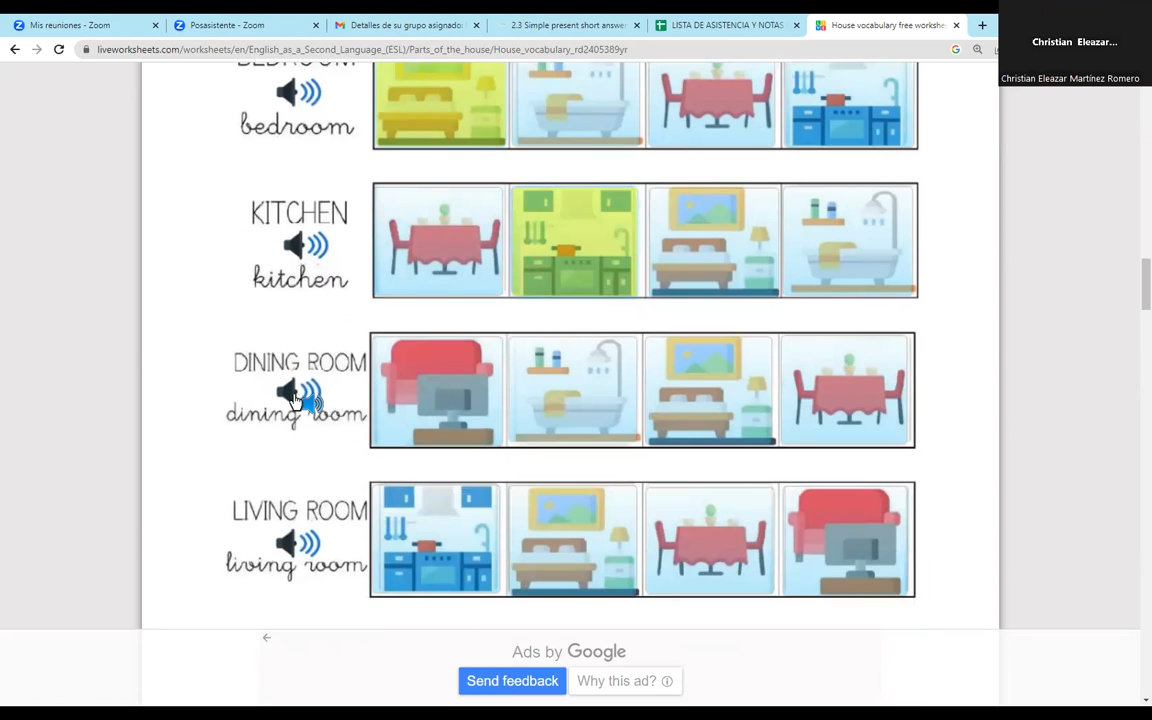 Mis reuniones - Zoom
Posasistente - Zoom
Detalles de su grupo asignado:
2.3 Simple present short answer
LISTA DE ASISTENCIA Y NOTAS
House vocabulary free workshee
liveworksheets.com/worksheets/en/English_as_a_Second_Language_(ESL)/Parts_of_the_house/House_vocabulary_rd2405389yr
Christian Eleazar...
Christian Eleazar Martínez Romero
BEDROOM
bedroom
KITCHEN
kitchen
DINING ROOM
dining room
LIVING ROOM
living room
Ads by Google
Send feedback
Why this ad?